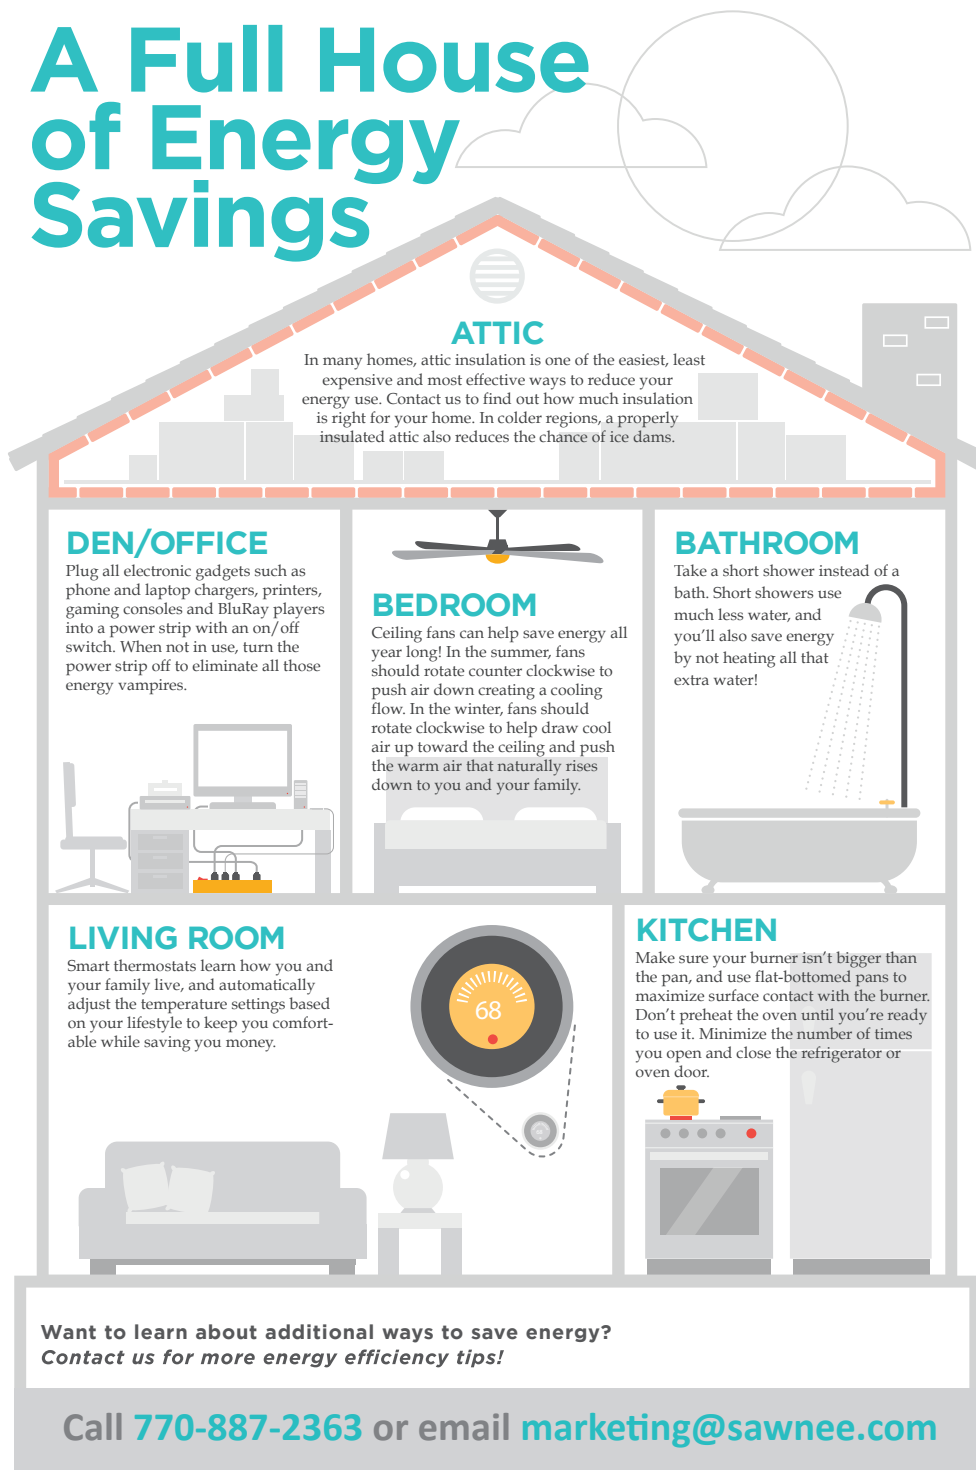 A Full House
of Energy
Savings
ATTIC
In many homes, attic insulation is one of the easiest, least
expensive and most effective ways to reduce your
energy use. Contact us to find out how much insulation
is right for your home. In colder regions, a properly
insulated attic also reduces the chance of ice dams.
DEN/OFFICE
Plug all electronic gadgets such as
phone and laptop chargers, printers,
gaming consoles and BluRay players
into a power strip with an on/off
switch. When not in use, turn the
power strip off to eliminate all those
energy vampires.
BEDROOM
Ceiling fans can help save energy all
year long! In the summer, fans
should rotate counter clockwise to
push air down creating a cooling
flow. In the winter, fans should
rotate clockwise to help draw cool
air up toward the ceiling and push
the warm air that naturally rises
down to you and your family.
BATHROOM
Take a short shower instead of a
bath. Short showers use
much less water, and
you'll also save energy
by not heating all that
extra water!
LIVING ROOM
Smart thermostats learn how you and
your family live, and automatically
adjust the temperature settings based
on your lifestyle to keep you comfort-
able while saving you money.
68
KITCHEN
Make sure your burner isn't bigger than
the pan, and use flat-bottomed pans to
maximize surface contact with the burner.
Don't preheat the oven until you're ready
to use it. Minimize the number of times
you open and close the refrigerator or
oven door.
Want to learn about additional ways to save energy?
Contact us for more energy efficiency tips!
Call 770-887-2363 or email marketing@sawnee.com